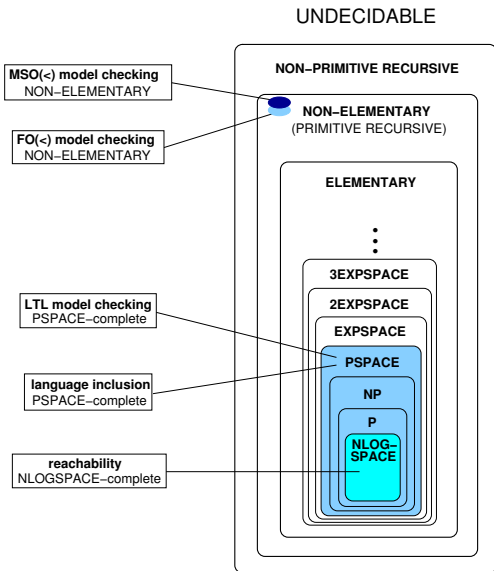 UNDECIDABLE
NON−PRIMITIVE RECURSIVE
MSO(<) model checking
NON−ELEMENTARY
NON−ELEMENTARY
(PRIMITIVE RECURSIVE)
FO(<) model checking
NON−ELEMENTARY
ELEMENTARY
3EXPSPACE
2EXPSPACE
EXPSPACE
LTL model checking
PSPACE−complete
PSPACE
language inclusion
PSPACE−complete
NP
P
NLOG−
SPACE
reachability
NLOGSPACE−complete